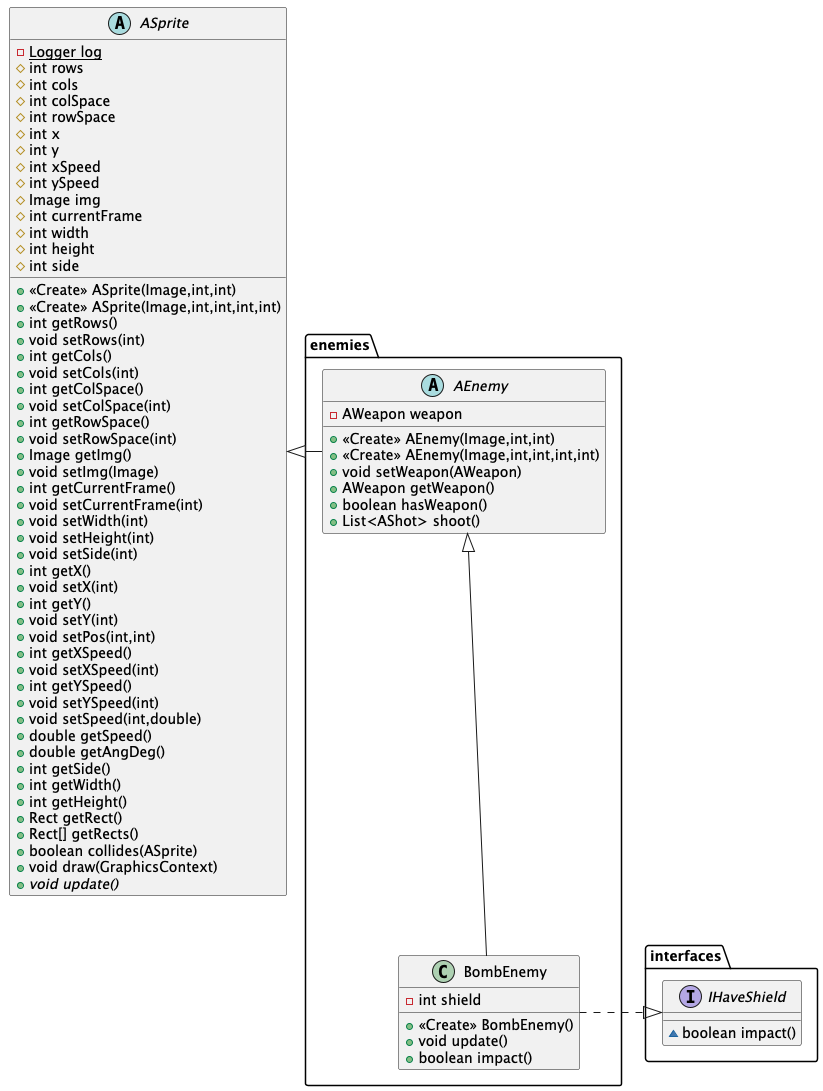 A ASprite
Logger log
int rows
int cols
int colSpace
int rowSpace
int x
int y
int xSpeed
int ySpeed
Image img
int currentFrame
int width
int height
int side
«Create» ASprite(Image,int,int)
«Create» ASprite(Image,int,int,int,int)
int getRows()
void setRows(int)
int getCols()
void setCols(int)
int getColSpace()
void setColSpace(int)
int getRowSpace()
void setRowSpace(int)
Image getImg()
void setImg(Image)
int getCurrentFrame()
void setCurrentFrame(int)
void setWidth(int)
void setHeight(int)
void setSide(int)
int getX()
void setX(int)
int getY()
void setY(int)
void setPos(int,int)
int getXSpeed()
void setXSpeed(int)
int getYSpeed()
void setYSpeed(int)
void setSpeed(int,double)
double getSpeed()
double getAngDeg()
int getSide()
int getWidth()
int getHeight()
Rect getRect()
Rect[] getRects()
boolean collides(ASprite)
void draw(GraphicsContext)
void update()
enemies
A AEnemy
AWeapon weapon
«Create» AEnemy(Image,int,int)
«Create» AEnemy(Image,int,int,int,int)
void setWeapon(AWeapon)
AWeapon getWeapon()
boolean hasWeapon()
List<AShot> shoot()
C BombEnemy
int shield
«Create» BombEnemy()
void update()
boolean impact()
interfaces
I IHaveShield
boolean impact()